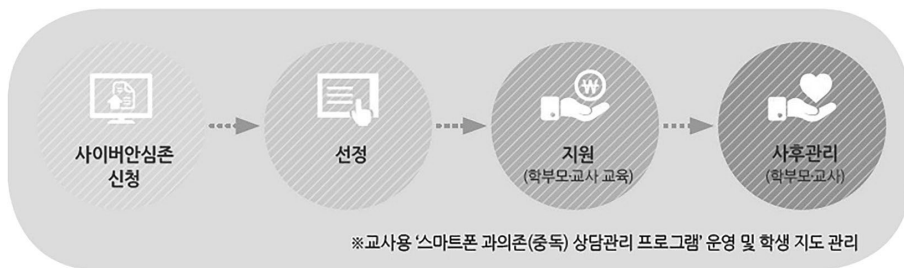 사이버안심존
신청
선정
지원
(학부모·교사 교육)
사후관리
(학부모·교사)
※교사용 '스마트폰 과의존(중독) 상담관리 프로그램' 운영 및 학생 지도 관리